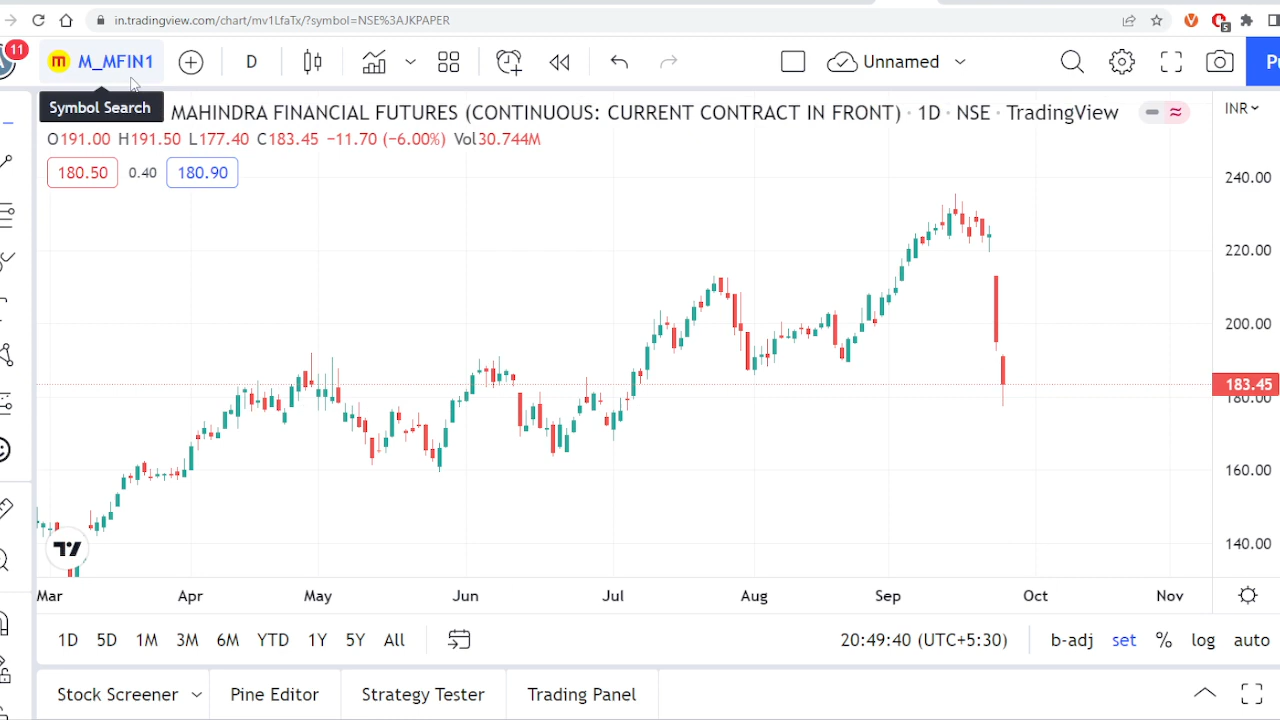 in.tradingview.com/chart/mv1LfaTx/?symbol=NSE%3AJKPAPER
5
11
m M_MFIN1 D Unnamed
Symbol Search
MAHINDRA FINANCIAL FUTURES (CONTINUOUS: CURRENT CONTRACT IN FRONT) · 1D · NSE · TradingView
INR
O191.00 H191.50 L177.40 C183.45 −11.70 (−6.00%) Vol30.744M
180.50 0.40 180.90
240.00
220.00
200.00
183.45
180.00
160.00
140.00
Mar Apr May Jun Jul Aug Sep Oct Nov
1D 5D 1M 3M 6M YTD 1Y 5Y All 20:49:40 (UTC+5:30) b-adj set % log auto
Stock Screener Pine Editor Strategy Tester Trading Panel